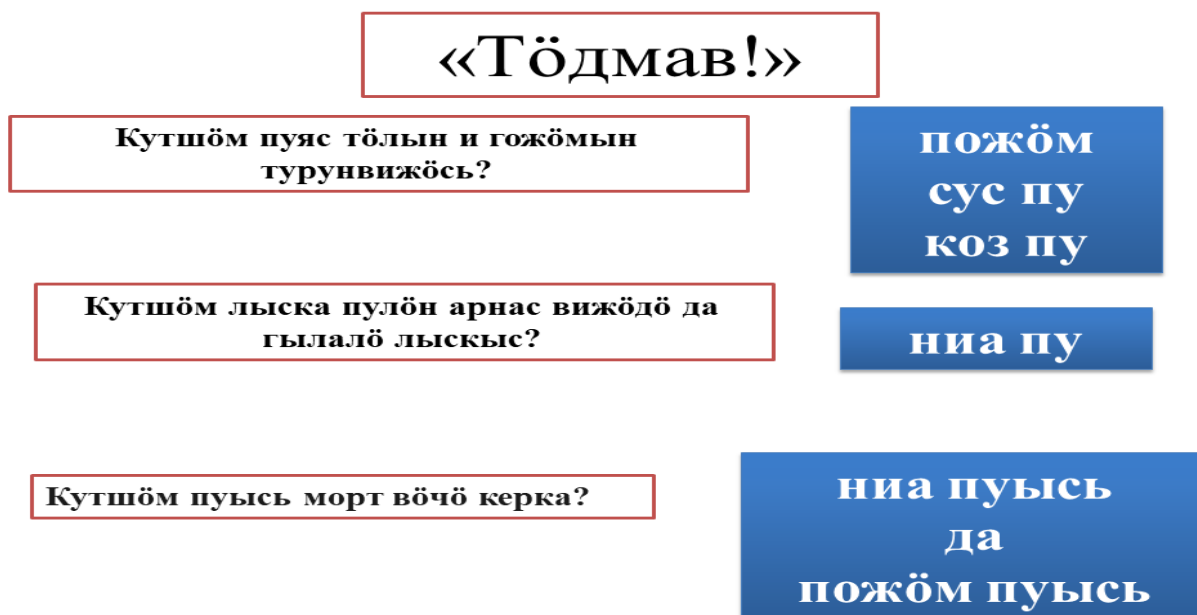 «Тӧдмав!»
Кутшӧм пуяс тӧлын и гожӧмын
турунвижӧсь?
пожӧм
сус пу
коз пу
Кутшӧм лыска пулӧн арнас вижӧдӧ да
гылалӧ лыскыс?
ниа пу
Кутшӧм пуысь морт вӧчӧ керка?
ниа пуысь
да
пожӧм пуысь